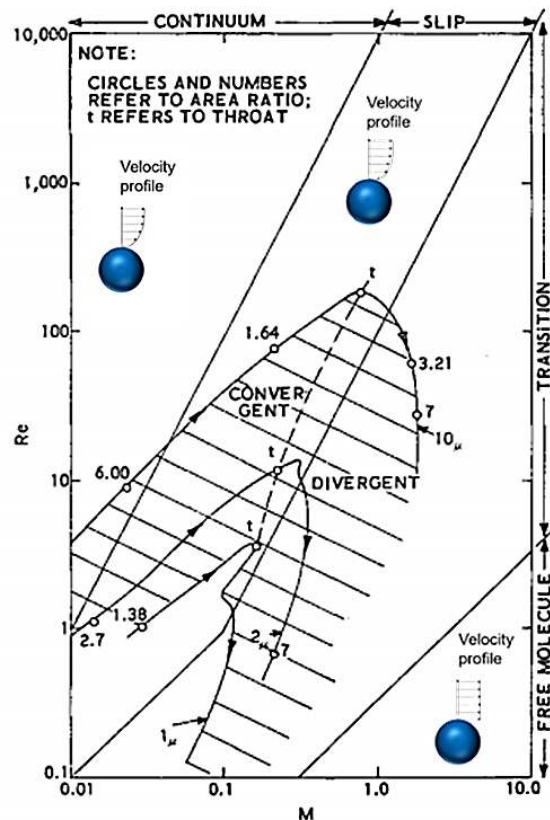 CONTINUUM SLIP
10,000
NOTE:
CIRCLES AND NUMBERS
REFER TO AREA RATIO;
t REFERS TO THROAT
Velocity
profile
Velocity
profile
1,000
t
100
1.64
3.21
CONVER
GENT
7
10μ
Re
t
DIVERGENT
10
6.00
t
1.38
1
2.7
2μ 7
Velocity
profile
1μ
0.1
0.01 0.1 1.0 10.0
M
TRANSITION
FREE MOLECULE